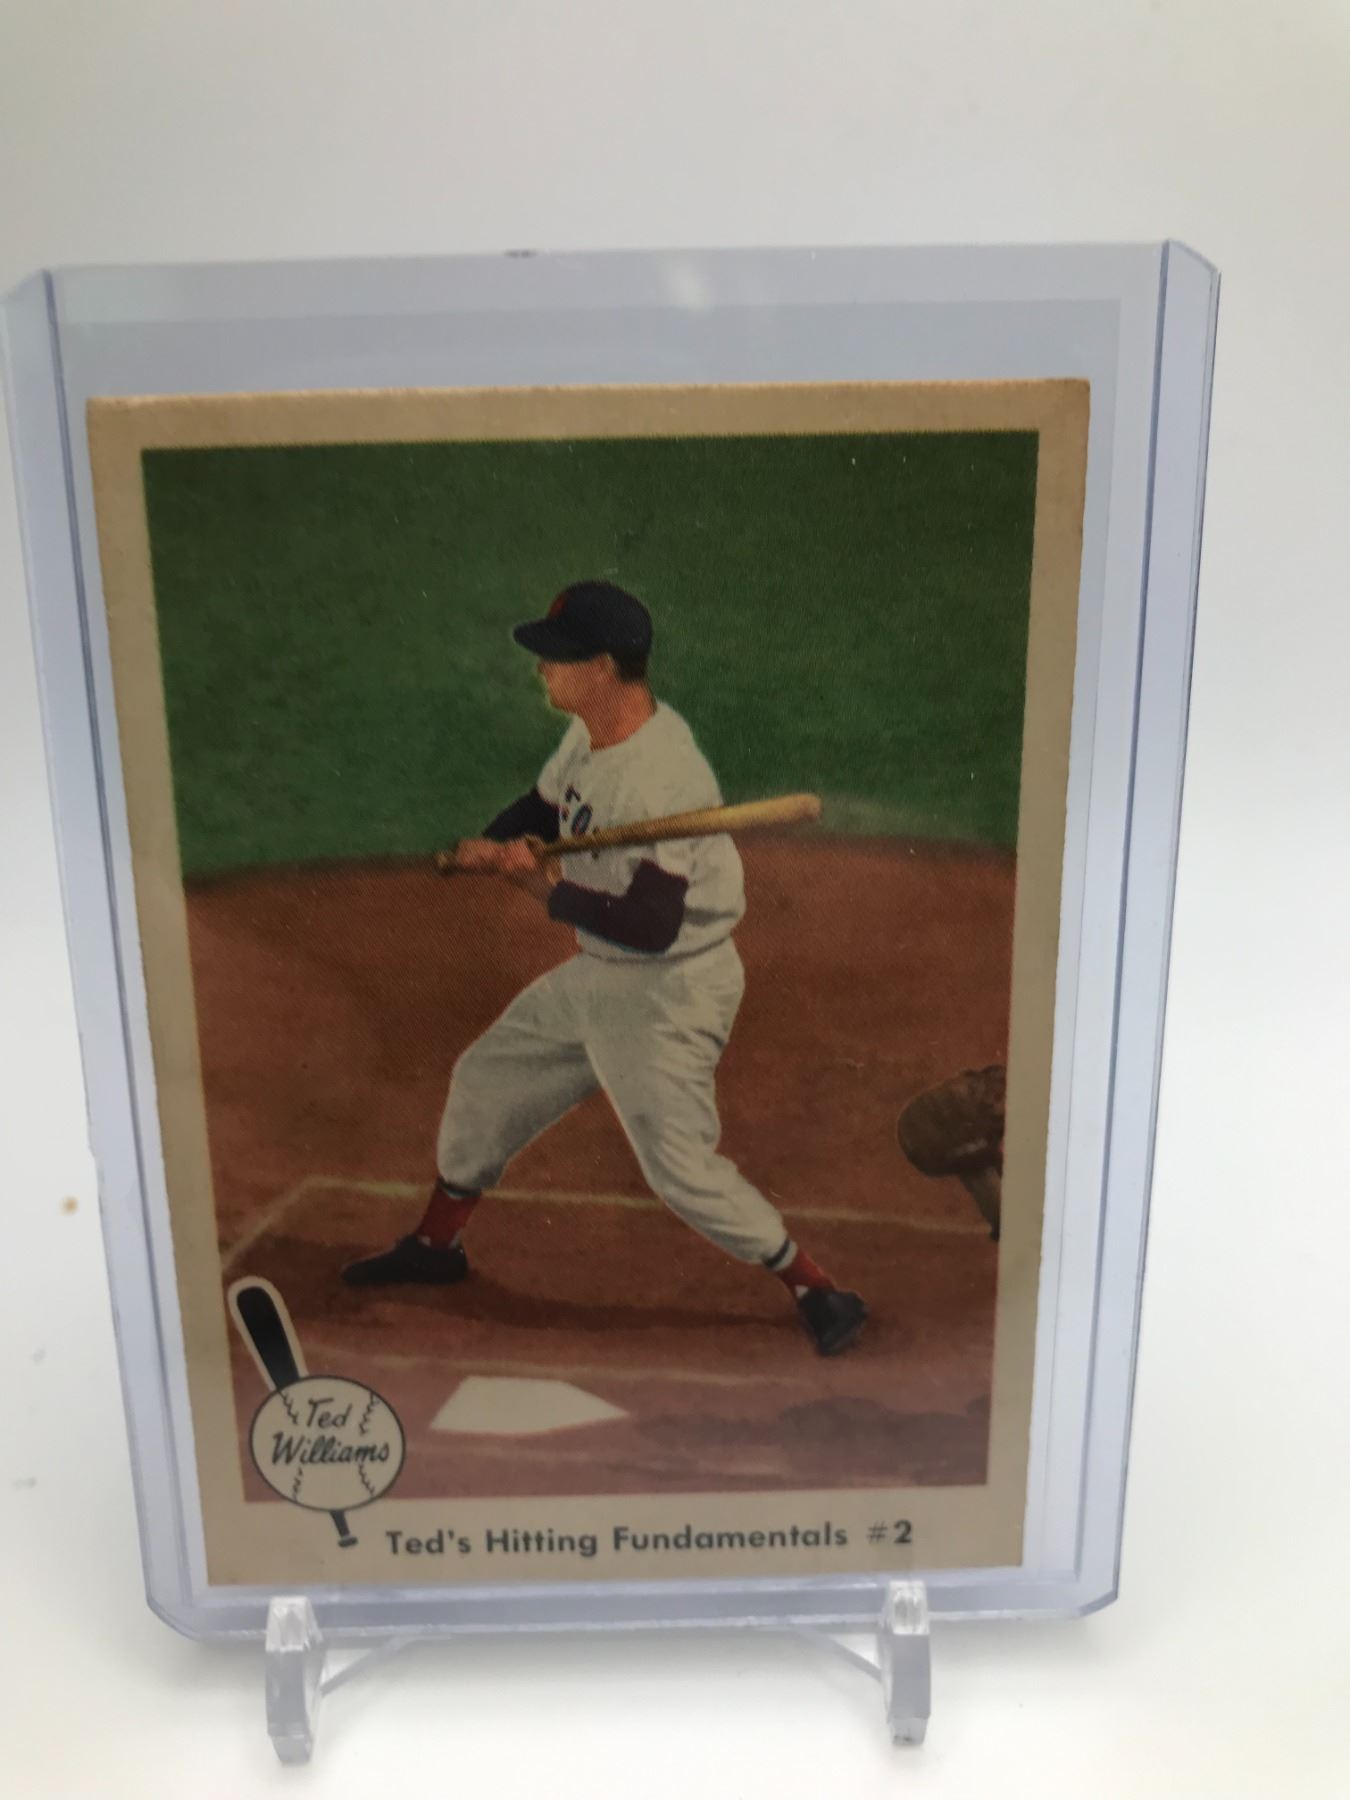 Ted
Williams
Ted's Hitting Fundamentals #2